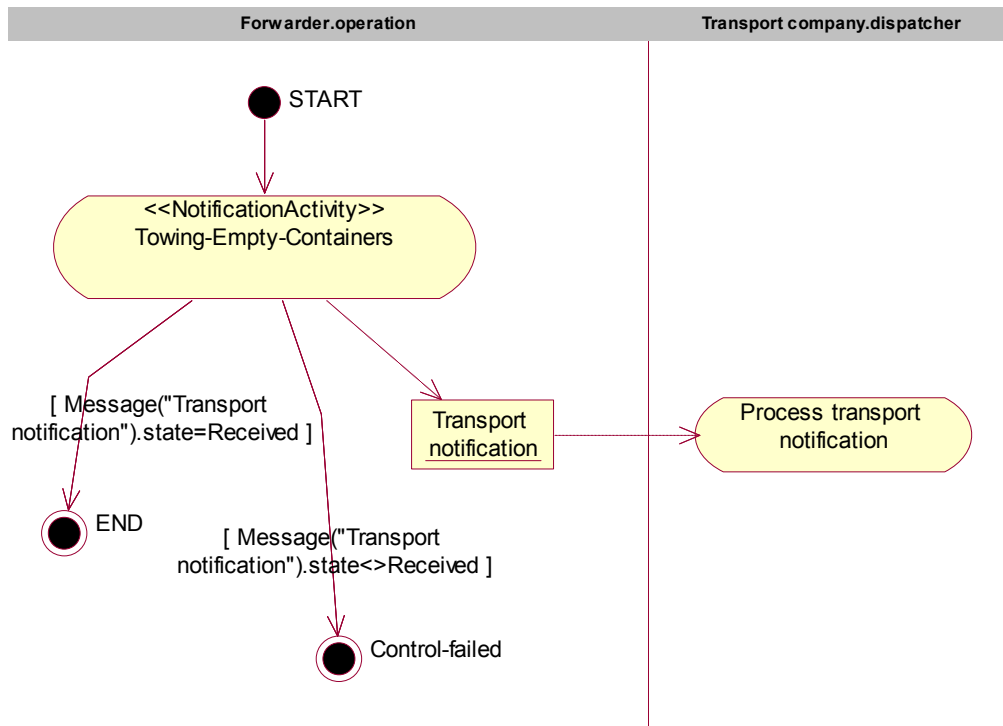 Forwarder.operation
Transport company.dispatcher
START
<<NotificationActivity>>
Towing-Empty-Containers
[ Message("Transport
notification").state=Received ]
Transport
notification
Process transport
notification
END
[ Message("Transport
notification").state<>Received ]
Control-failed